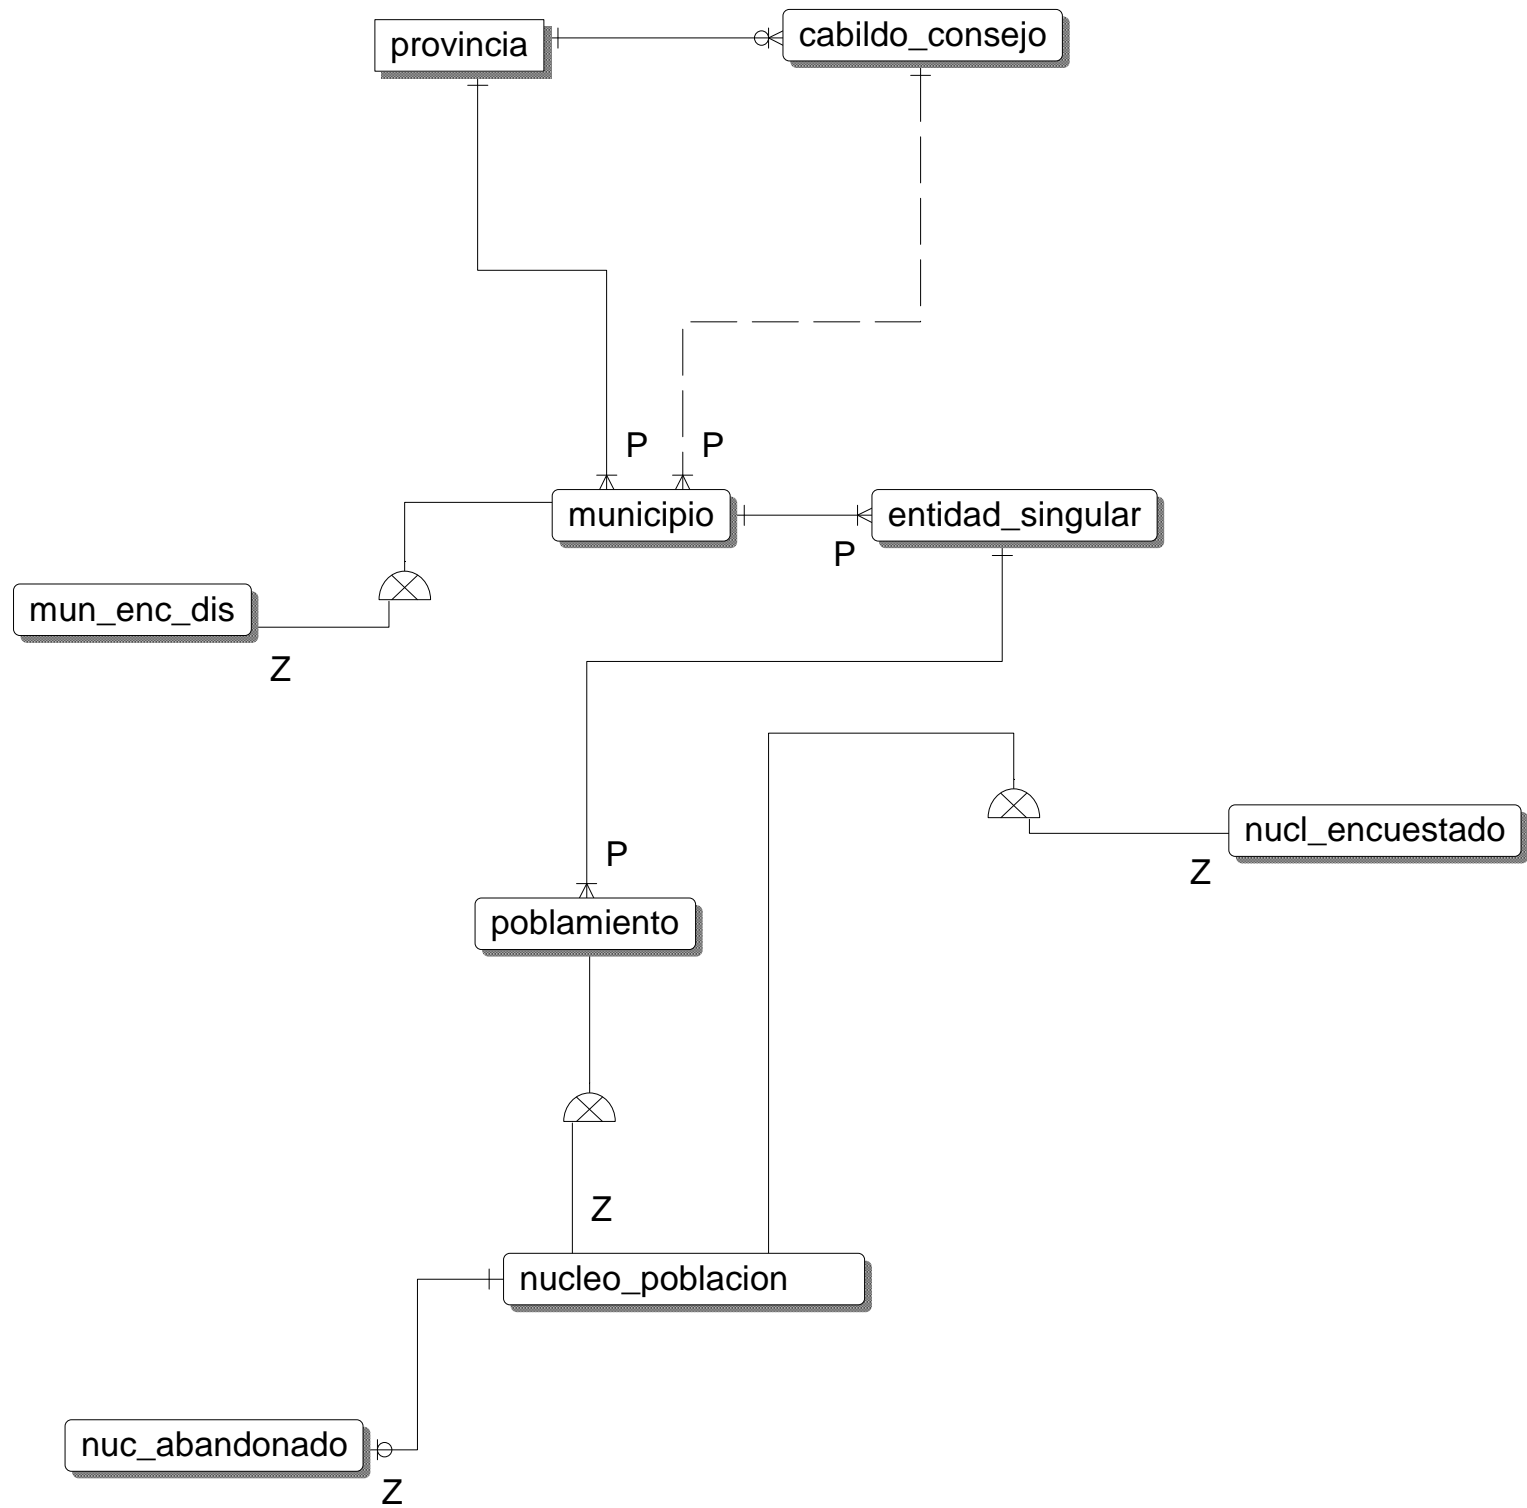 provincia
cabildo_consejo
P
P
municipio
entidad_singular
P
mun_enc_dis
Z
nucl_encuestado
P
Z
poblamiento
Z
nucleo_poblacion
nuc_abandonado
Z